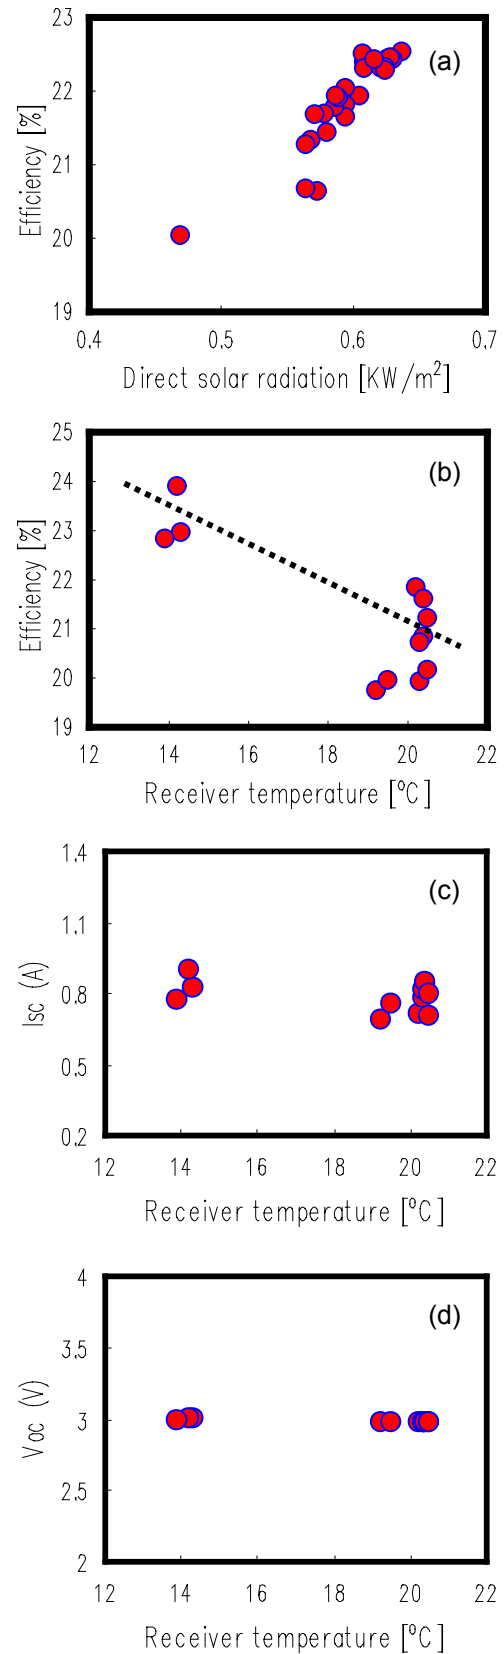 23
(a)
22
Efficiency [%]
21
20
19
0,4 0,5 0,6 0,7
Direct solar radiation [KW/m²]
25
(b)
24
23
Efficiency [%]
22
21
20
19
12 14 16 18 20 22
Receiver temperature [ºC]
1,4
(c)
1,1
Isc (A)
0,8
0,5
0,2
12 14 16 18 20 22
Receiver temperature [ºC]
4
(d)
3,5
Voc (V)
3
2,5
2
12 14 16 18 20 22
Receiver temperature [ºC]